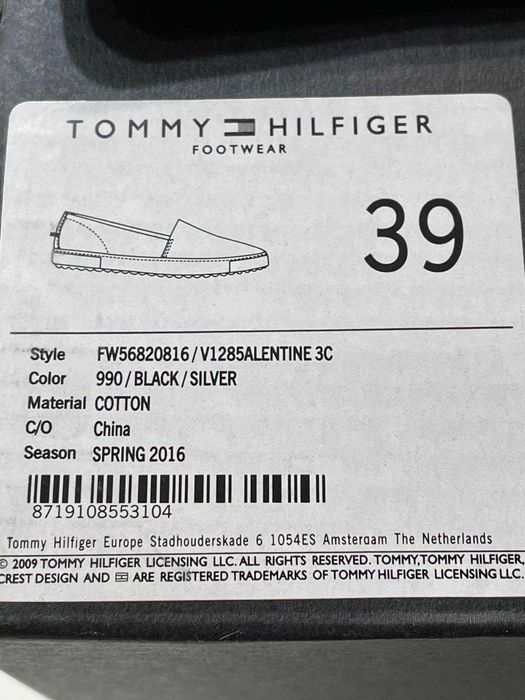 TOMMY HILFIGER
FOOTWEAR
39
Style FW56820816/V1285ALENTINE 3C
Color 990/BLACK/SILVER
Material COTTON
C/O China
Season SPRING 2016
8719108553104
Tommy Hilfiger Europe Stadhouderskade 6 1054ES Amsterdam The Netherlands
© 2009 TOMMY HILFIGER LICENSING LLC. ALL RIGHTS RESERVED. TOMMY, TOMMY HILFIGER,
CREST DESIGN AND ARE REGISTERED TRADEMARKS OF TOMMY HILFIGER LICENSING LLC.